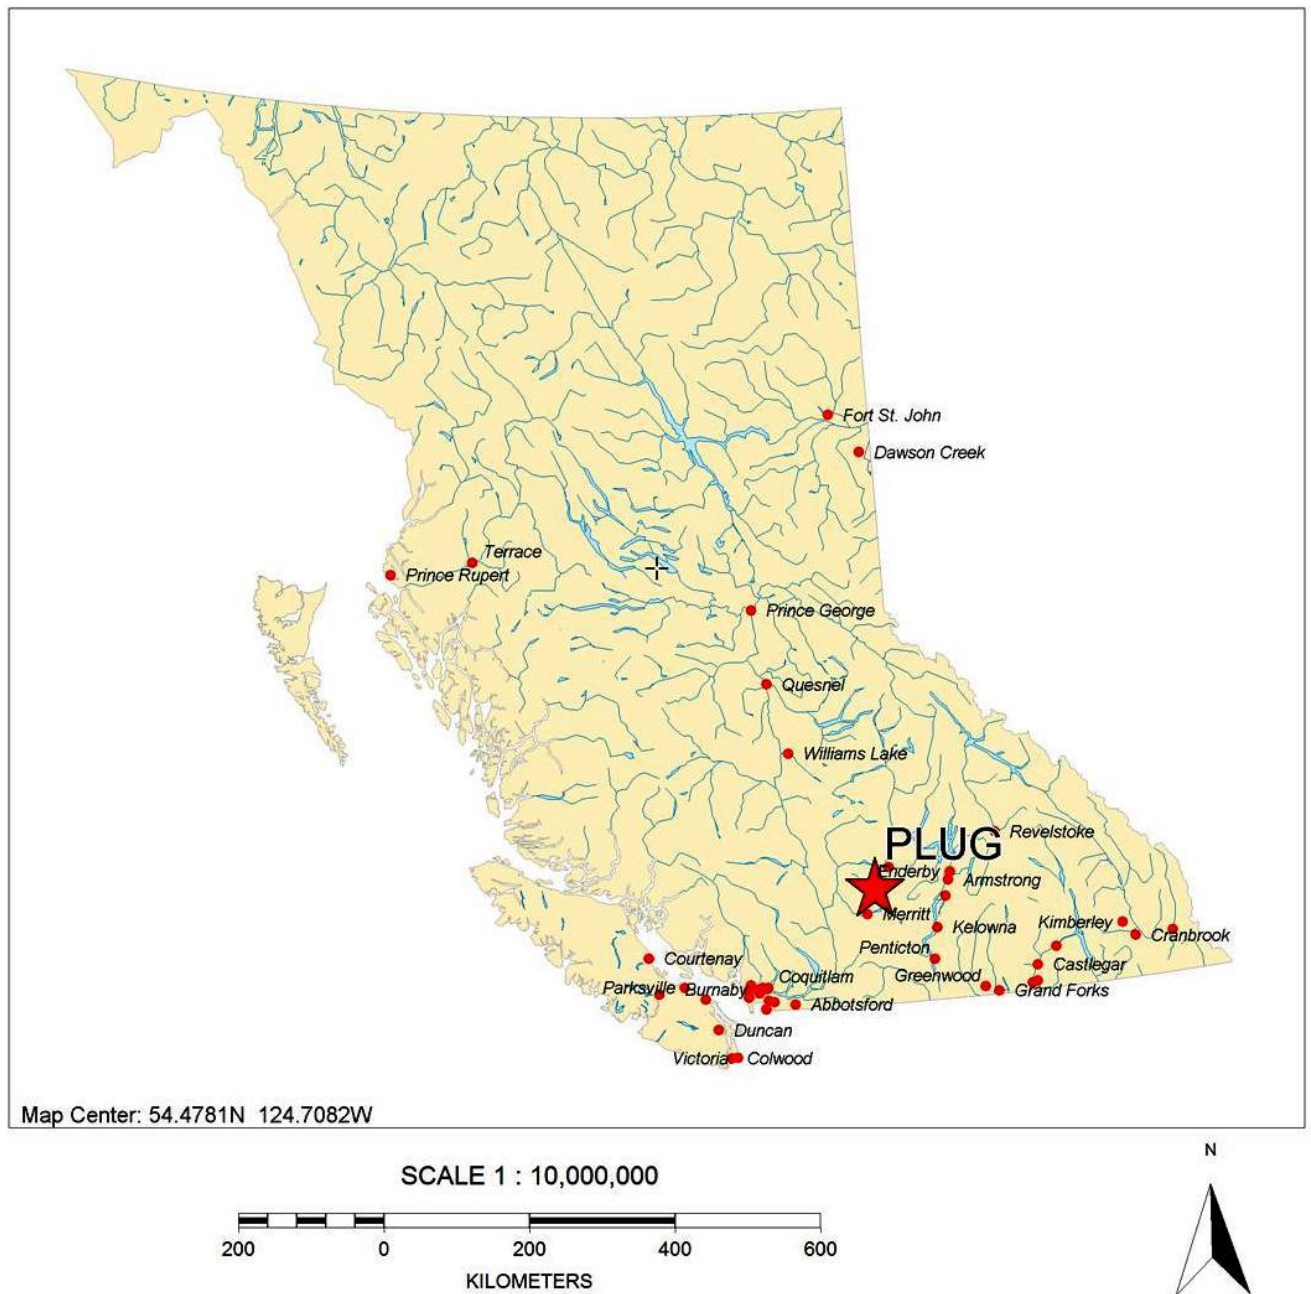 Fort St. John
Dawson Creek
Terrace
Prince Rupert
Prince George
Quesnel
Williams Lake
Revelstoke
PLUG
Enderby
Armstrong
Merritt
Kelowna
Kimberley
Cranbrook
Penticton
Courtenay
Castlegar
Greenwood
Coquitlam
Parksville
Burnaby
Grand Forks
Abbotsford
Duncan
Victoria
Colwood
Map Center: 54.4781N 124.7082W
N
SCALE 1 : 10,000,000
200 0 200 400 600
KILOMETERS